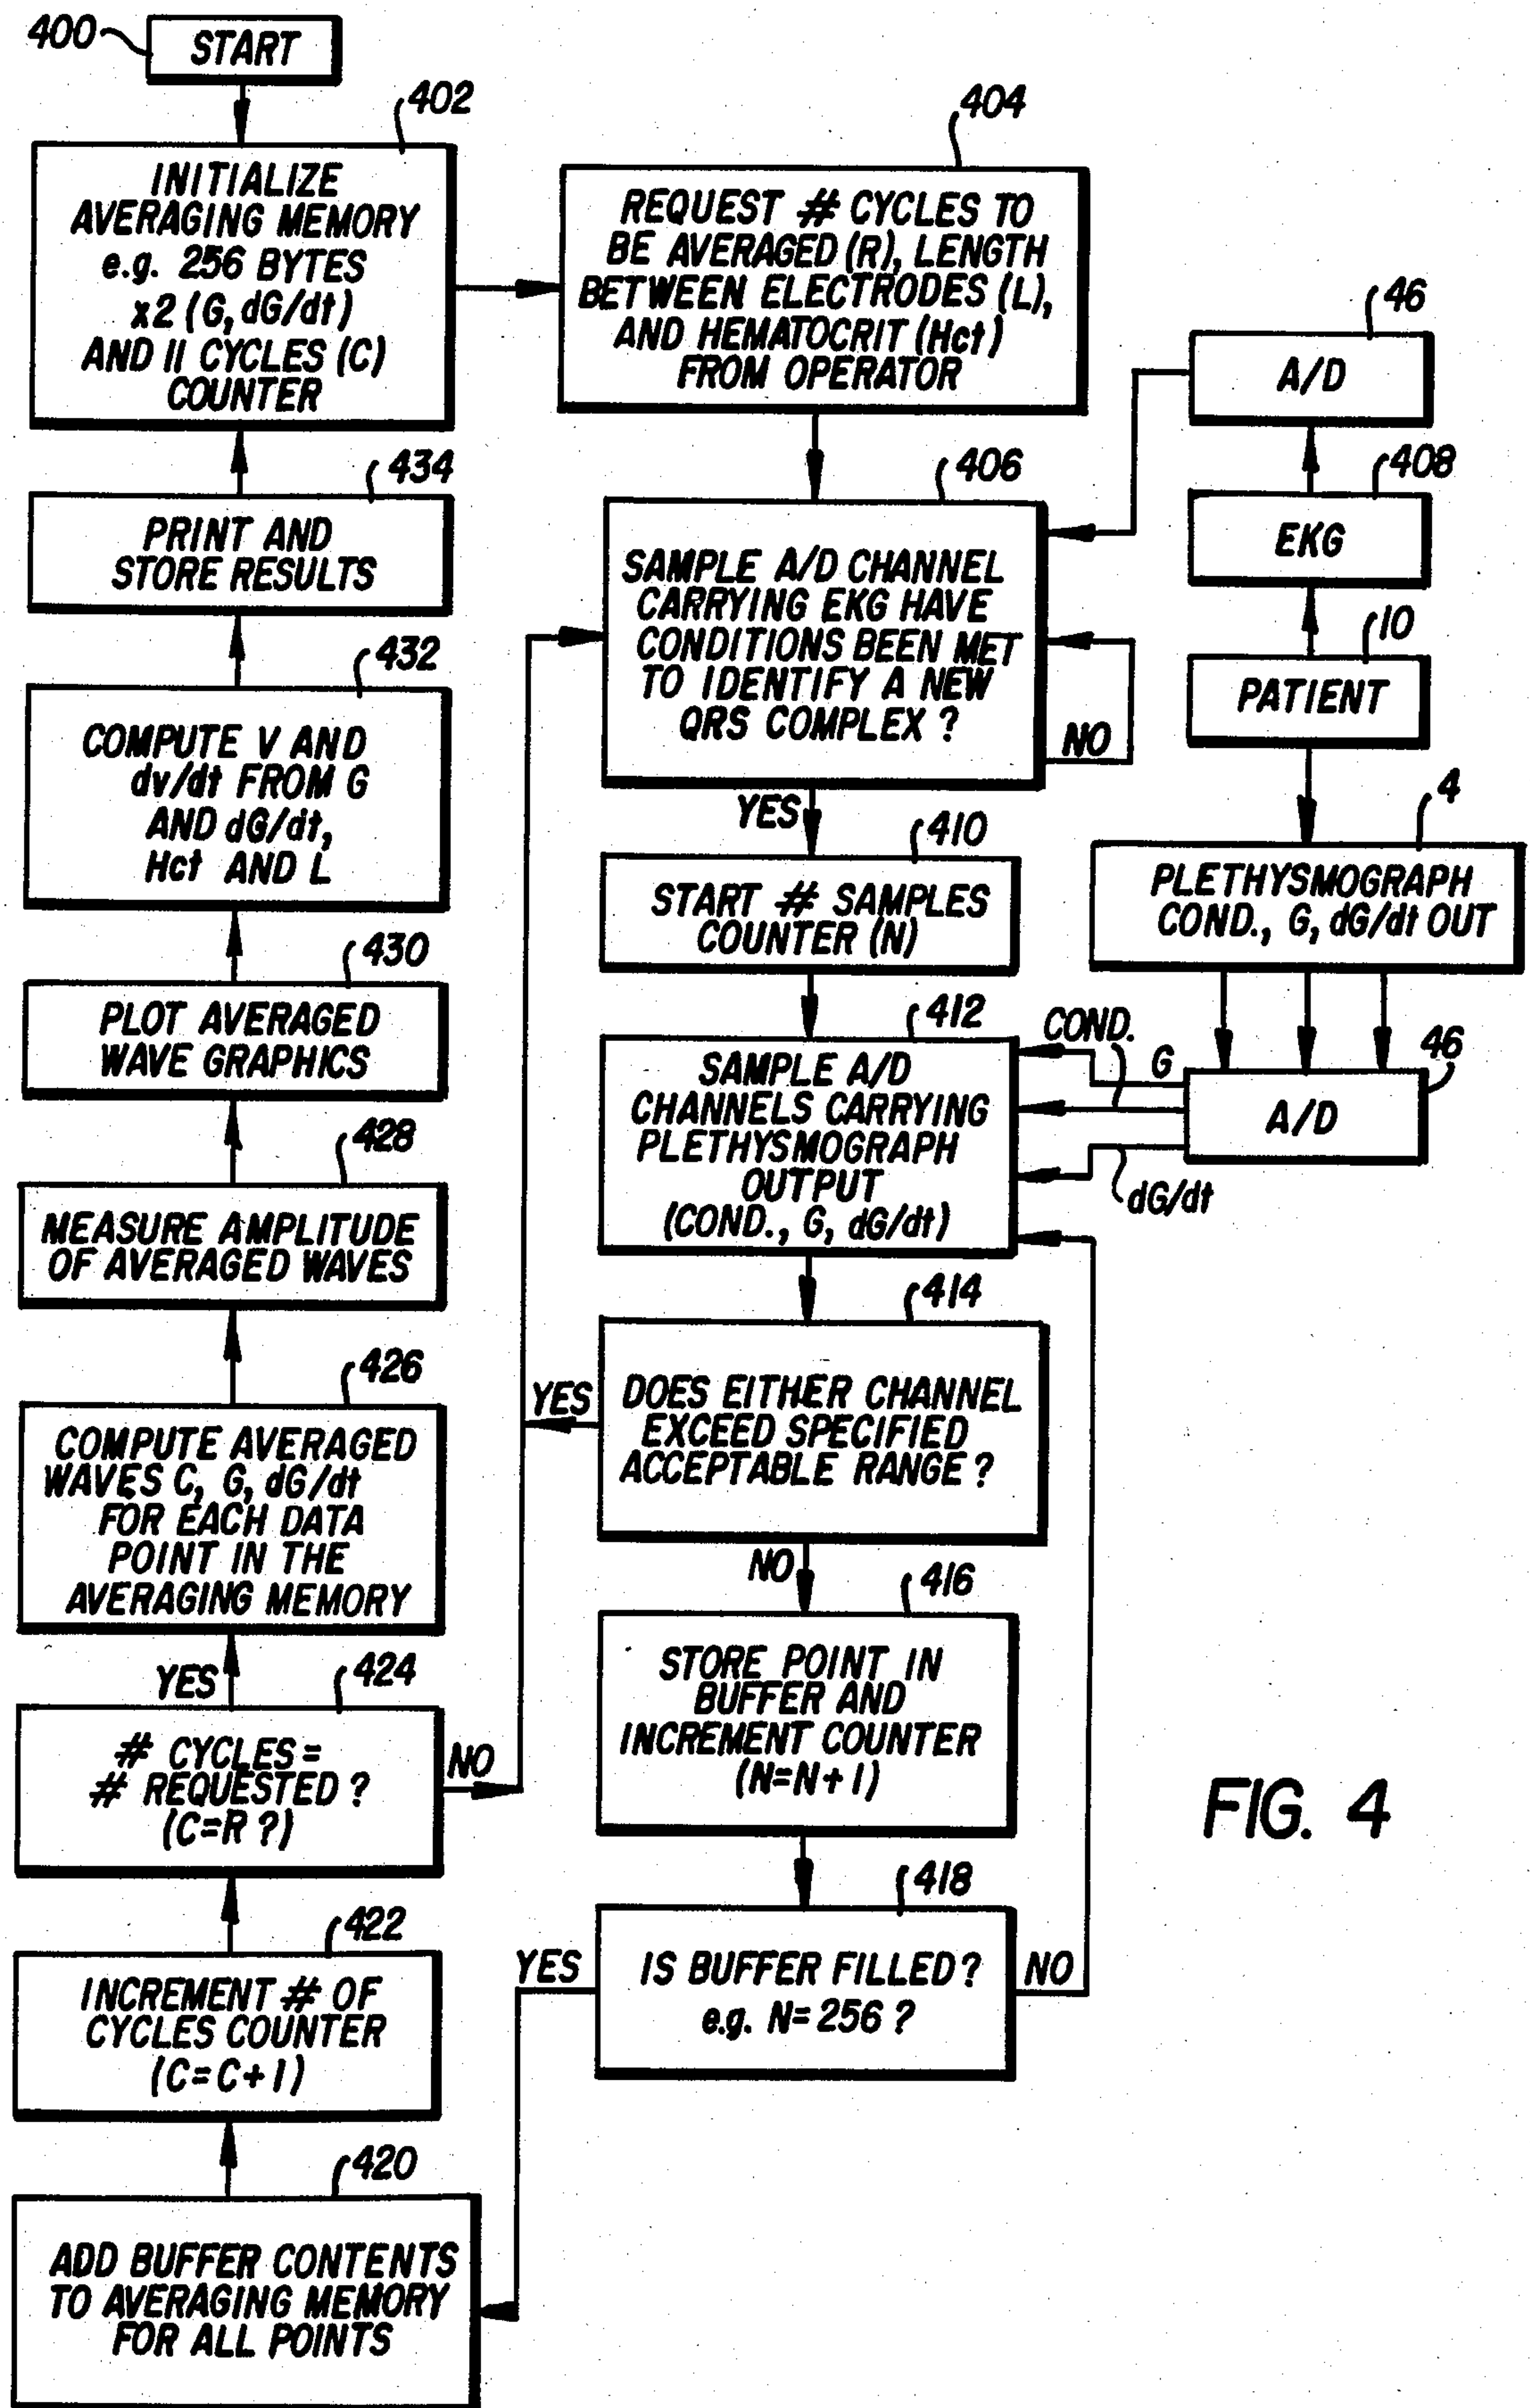 400
START
402
INITIALIZE
AVERAGING MEMORY
e.g. 256 BYTES
x2 (G, dG/dt)
AND II CYCLES (C)
COUNTER
404
REQUEST # CYCLES TO
BE AVERAGED (R), LENGTH
BETWEEN ELECTRODES (L),
AND HEMATOCRIT (Hct)
FROM OPERATOR
46
A/D
408
EKG
10
PATIENT
4
PLETHYSMOGRAPH
COND., G, dG/dt OUT
46
A/D
COND.
G
dG/dt
406
SAMPLE A/D CHANNEL
CARRYING EKG HAVE
CONDITIONS BEEN MET
TO IDENTIFY A NEW
QRS COMPLEX ?
NO
YES
410
START # SAMPLES
COUNTER (N)
412
SAMPLE A/D
CHANNELS CARRYING
PLETHYSMOGRAPH
OUTPUT
(COND., G, dG/dt)
414
DOES EITHER CHANNEL
EXCEED SPECIFIED
ACCEPTABLE RANGE ?
YES
NO
416
STORE POINT IN
BUFFER AND
INCREMENT COUNTER
(N=N+1)
418
IS BUFFER FILLED ?
e.g. N=256 ?
YES
NO
434
PRINT AND
STORE RESULTS
432
COMPUTE V AND
dv/dt FROM G
AND dG/dt,
Hct AND L
430
PLOT AVERAGED
WAVE GRAPHICS
428
MEASURE AMPLITUDE
OF AVERAGED WAVES
426
COMPUTE AVERAGED
WAVES C, G, dG/dt
FOR EACH DATA
POINT IN THE
AVERAGING MEMORY
YES
424
# CYCLES =
# REQUESTED ?
(C=R ?)
NO
422
INCREMENT # OF
CYCLES COUNTER
(C=C+1)
420
ADD BUFFER CONTENTS
TO AVERAGING MEMORY
FOR ALL POINTS
FIG. 4